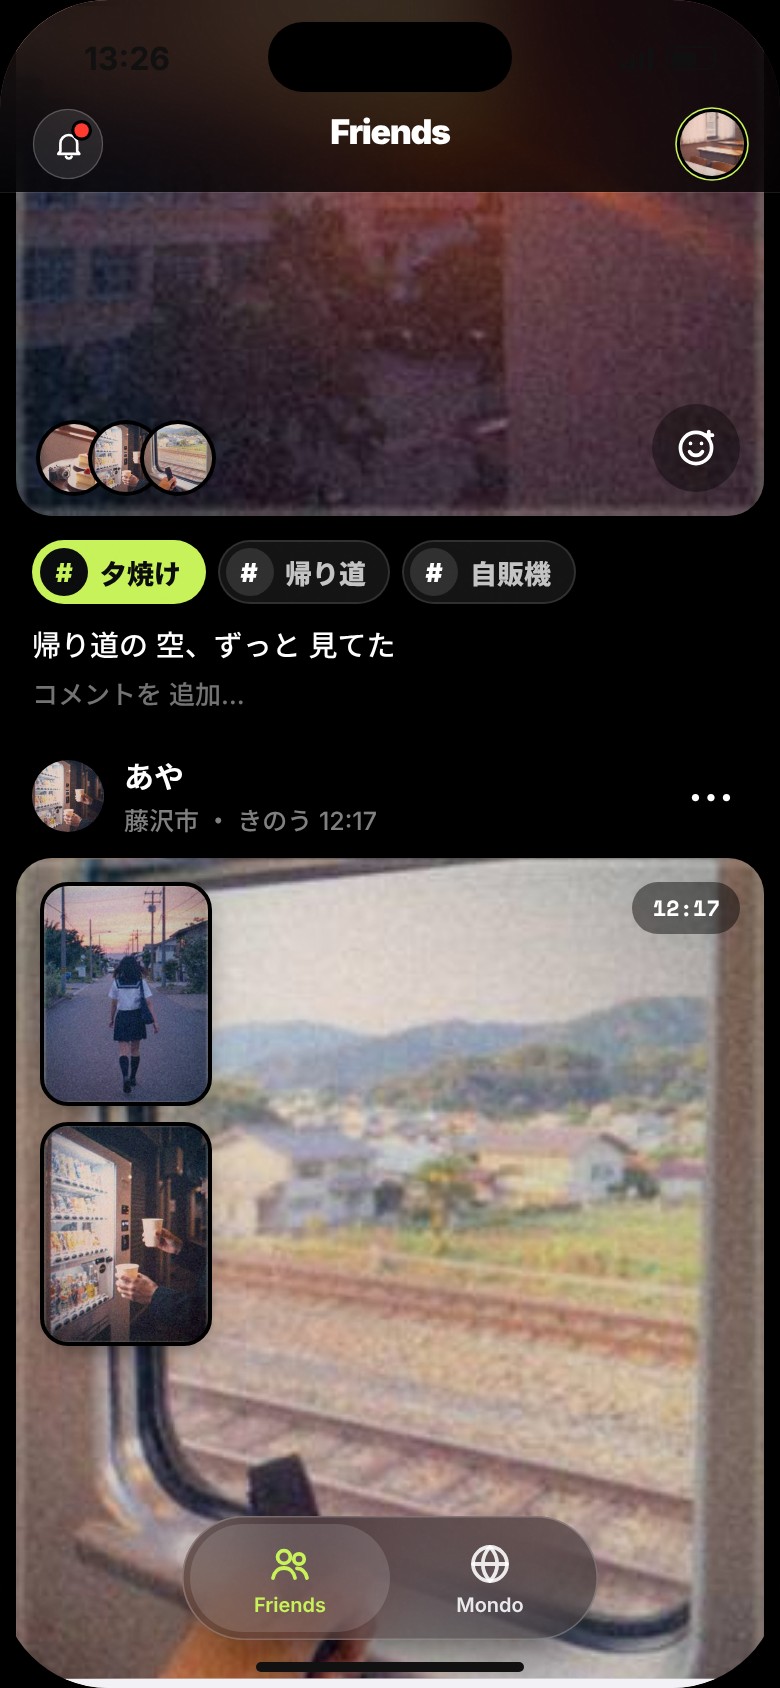 13:26
Friends
# 夕焼け # 帰り道 # 自販機
帰り道の 空、ずっと 見てた
コメントを 追加...
あや
藤沢市 ・ きのう 12:17
12:17
Friends Mondo